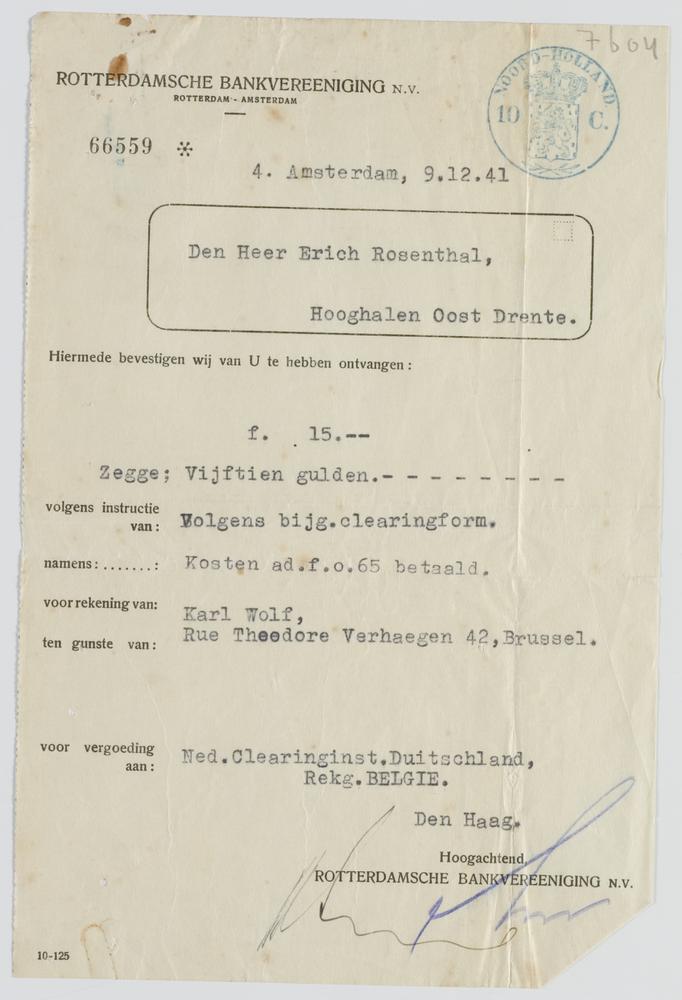 7604
NOORD-HOLLAND
10 C.
ROTTERDAMSCHE BANKVEREENIGING N.V.
ROTTERDAM - AMSTERDAM
66559 *
4. Amsterdam, 9.12.41
Den Heer Erich Rosenthal,
Hooghalen Oost Drente.
Hiermede bevestigen wij van U te hebben ontvangen:
f. 15.--
Zegge; Vijftien gulden.- - - - - - - - -
volgens instructie
van: Volgens bijg.clearingform.
namens:.......: Kosten ad.f.o.65 betaald.
voor rekening van: Karl Wolf,
ten gunste van: Rue Theodore Verhaegen 42,Brussel.
voor vergoeding
aan: Ned.Clearinginst.Duitschland,
Rekg.BELGIE.
Den Haag.
Hoogachtend,
ROTTERDAMSCHE BANKVEREENIGING N.V.
10-125